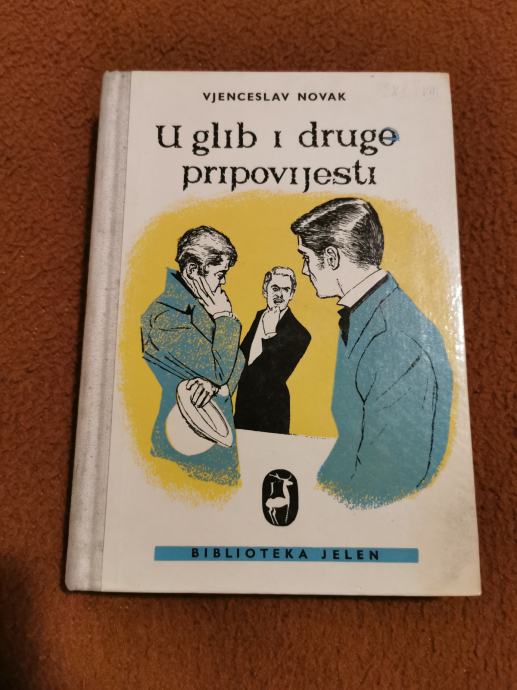 VJENCESLAV NOVAK
U glib i druge
pripovijesti
BIBLIOTEKA JELEN